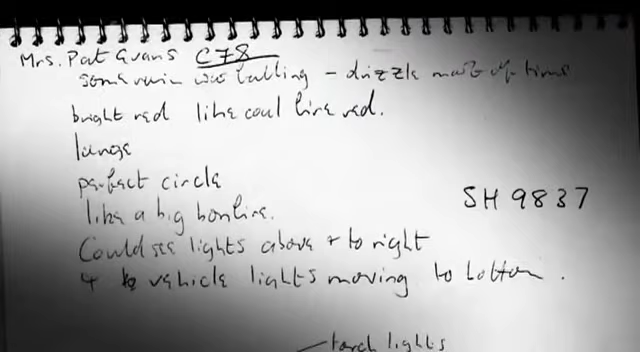 Mrs. Pat Evans C78
some rain was falling - drizzle most of time
bright red like coal fire red.
large
perfect circle
like a big bonfire.
SH 9837
Could see lights above + to right
+ to vehicle lights moving to bottom.
torch lights